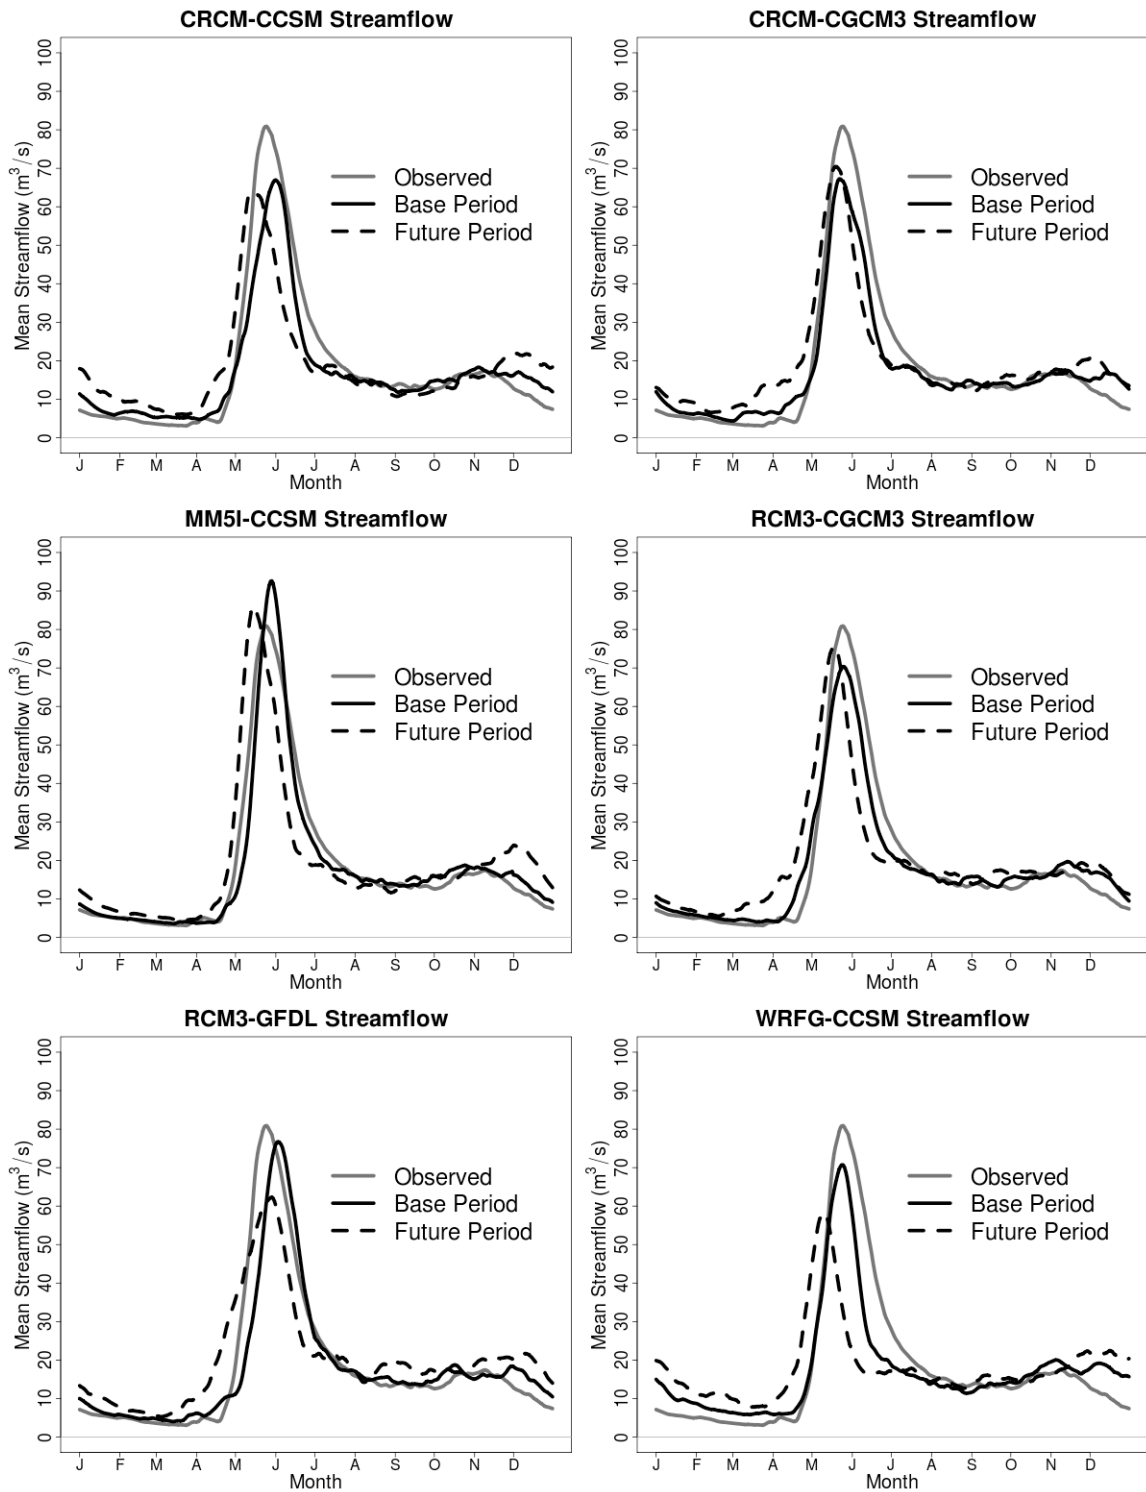 CRCM-CCSM Streamflow
Mean Streamflow (m³/s)
0 10 20 30 40 50 60 70 80 90 100
Observed
Base Period
Future Period
J F M A M J J A S O N D
Month
CRCM-CGCM3 Streamflow
Mean Streamflow (m³/s)
0 10 20 30 40 50 60 70 80 90 100
Observed
Base Period
Future Period
J F M A M J J A S O N D
Month
MM5I-CCSM Streamflow
Mean Streamflow (m³/s)
0 10 20 30 40 50 60 70 80 90 100
Observed
Base Period
Future Period
J F M A M J J A S O N D
Month
RCM3-CGCM3 Streamflow
Mean Streamflow (m³/s)
0 10 20 30 40 50 60 70 80 90 100
Observed
Base Period
Future Period
J F M A M J J A S O N D
Month
RCM3-GFDL Streamflow
Mean Streamflow (m³/s)
0 10 20 30 40 50 60 70 80 90 100
Observed
Base Period
Future Period
J F M A M J J A S O N D
Month
WRFG-CCSM Streamflow
Mean Streamflow (m³/s)
0 10 20 30 40 50 60 70 80 90 100
Observed
Base Period
Future Period
J F M A M J J A S O N D
Month